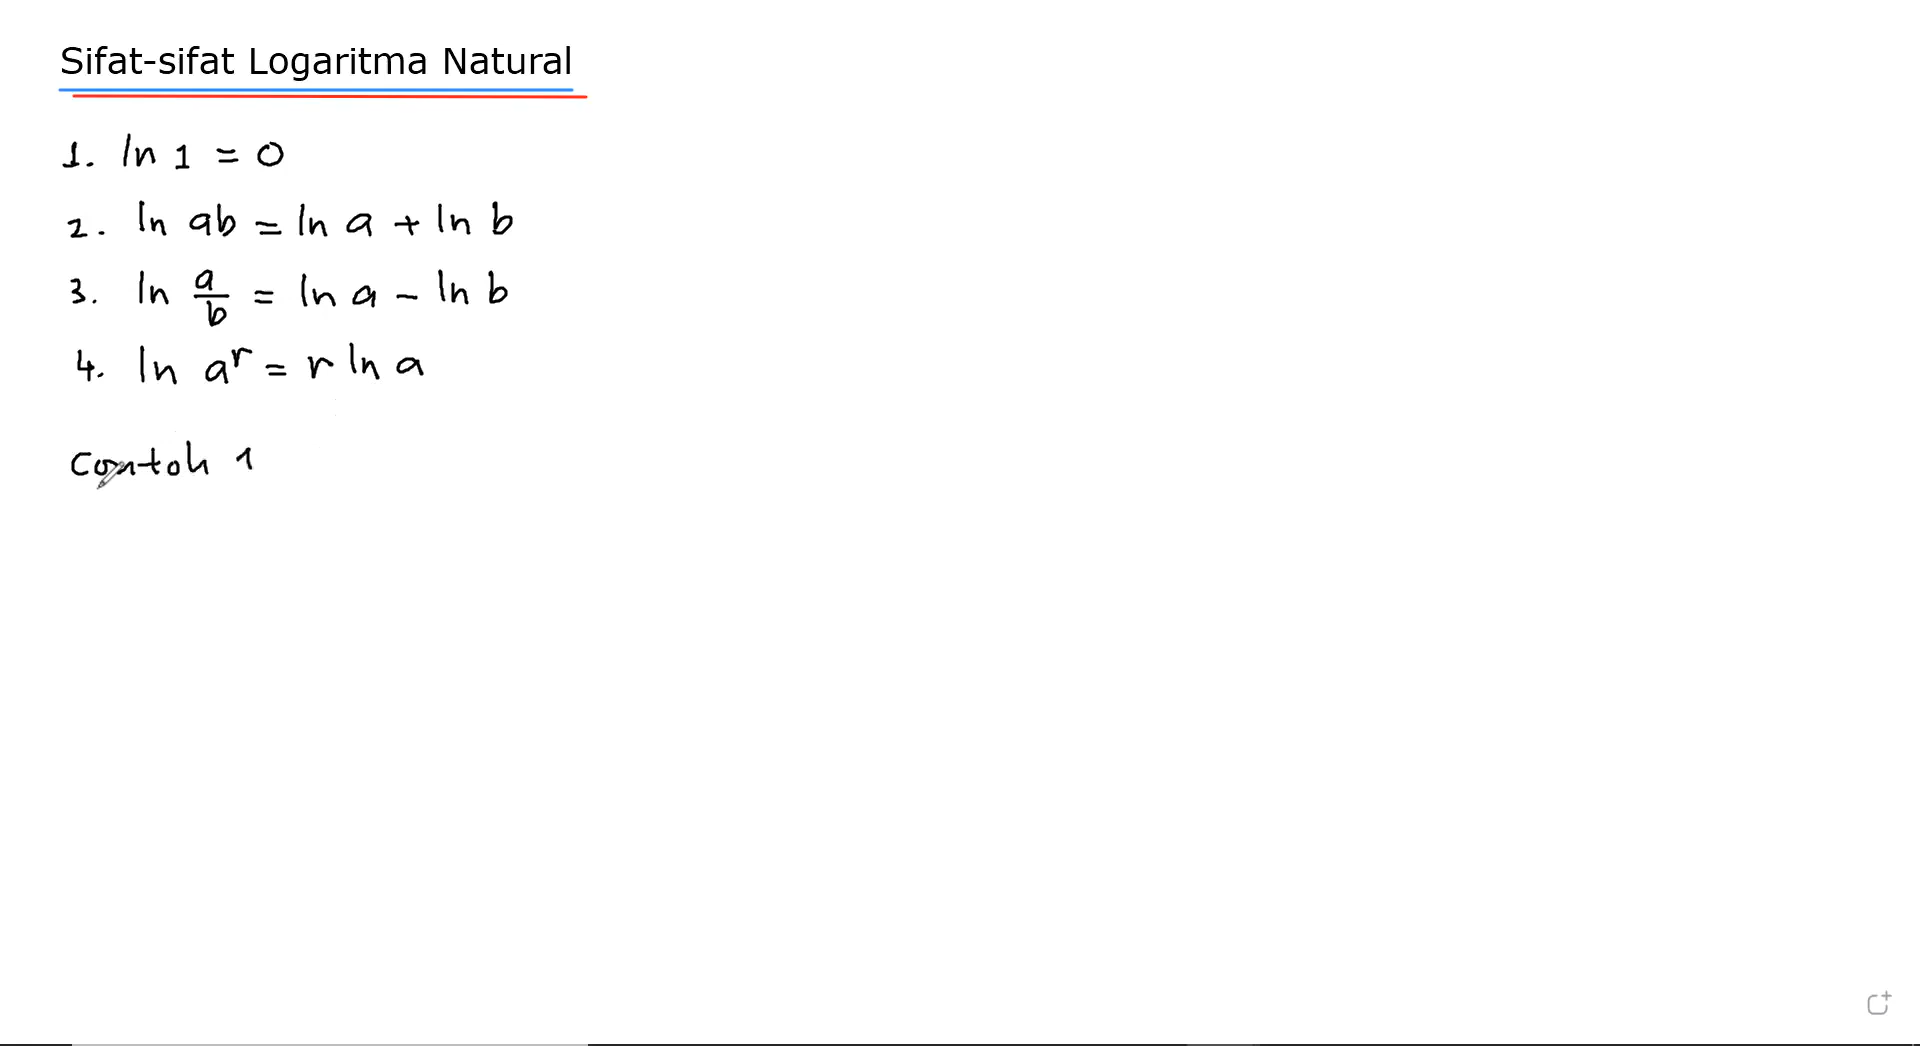 Sifat-sifat Logaritma Natural
1. ln 1 = 0
2. ln ab = ln a + ln b
3. ln a/b = ln a - ln b
4. ln aʳ = r ln a
Contoh 1